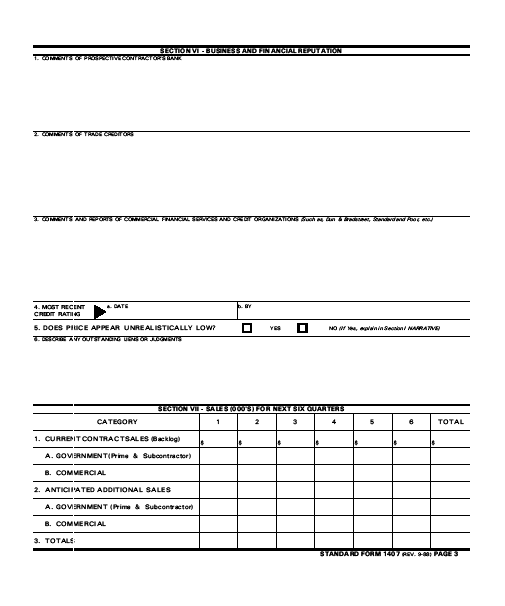 SECTION VI - BUSINESS AND FINANCIAL REPUTATION
1. COMMENTS OF PROSPECTIVE CONTRACTOR'S BANK
2. COMMENTS OF TRADE CREDITORS
3. COMMENTS AND REPORTS OF COMMERCIAL FINANCIAL SERVICES AND CREDIT ORGANIZATIONS (Such as, Dun & Bradstreet, Standard and Poor, etc.)
4. MOST RECENT CREDIT RATING
a. DATE
b. BY
5. DOES PRICE APPEAR UNREALISTICALLY LOW? YES NO (If Yes, explain in Section I NARRATIVE)
6. DESCRIBE ANY OUTSTANDING LIENS OR JUDGMENTS
SECTION VII - SALES (000'S) FOR NEXT SIX QUARTERS
CATEGORY 1 2 3 4 5 6 TOTAL
1. CURRENT CONTRACT SALES (Backlog) $ $ $ $ $ $ $
A. GOVERNMENT (Prime & Subcontractor)
B. COMMERCIAL
2. ANTICIPATED ADDITIONAL SALES
A. GOVERNMENT (Prime & Subcontractor)
B. COMMERCIAL
3. TOTALS
STANDARD FORM 1407 (REV. 9-88) PAGE 3